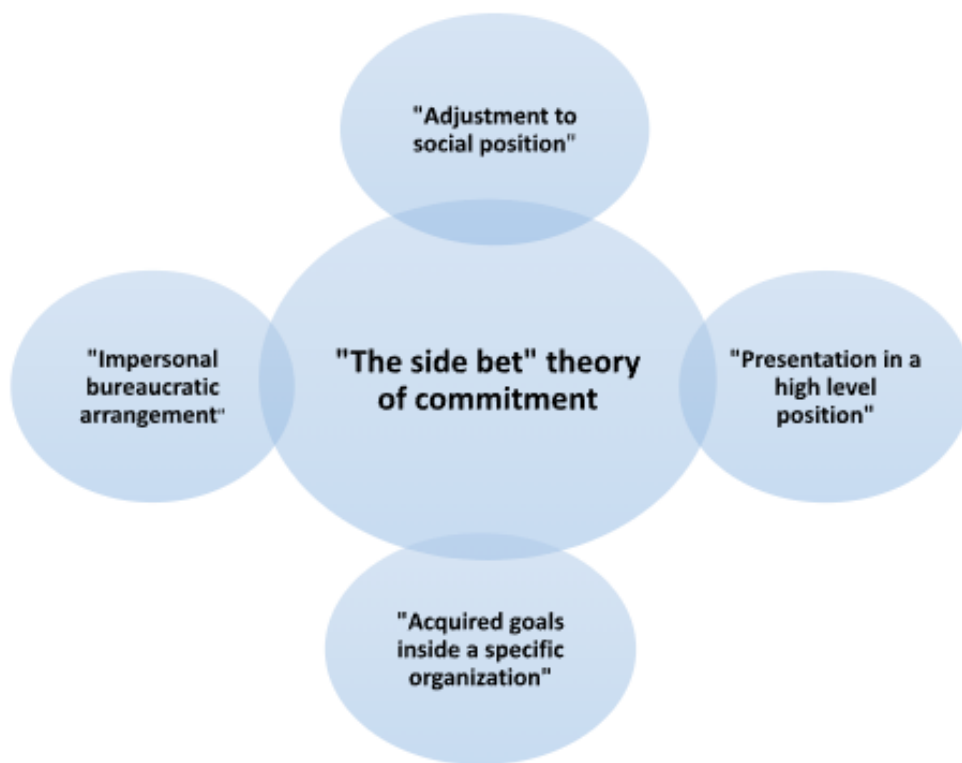 "Adjustment to
social position"
"Impersonal
bureaucratic
arrangement"
"The side bet" theory
of commitment
"Presentation in a
high level
position"
"Acquired goals
inside a specific
organization"